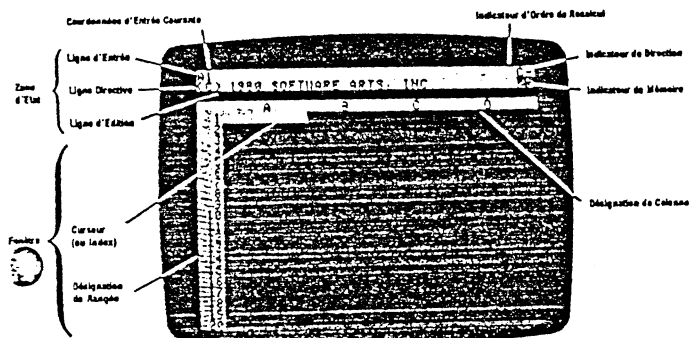 Coordonnées d'Entrée Courante
Indicateur d'Ordre de Recalcul
Ligne d'Entrée
Indicateur de Direction
Zone d'Etat
Ligne Directive
(C) 1980 SOFTWARE ARTS, INC
Indicateur de Mémoire
Ligne d'Edition
A
C
D
Désignation de Colonne
Curseur
(ou Index)
Fenêtre
Désignation
de Rangée